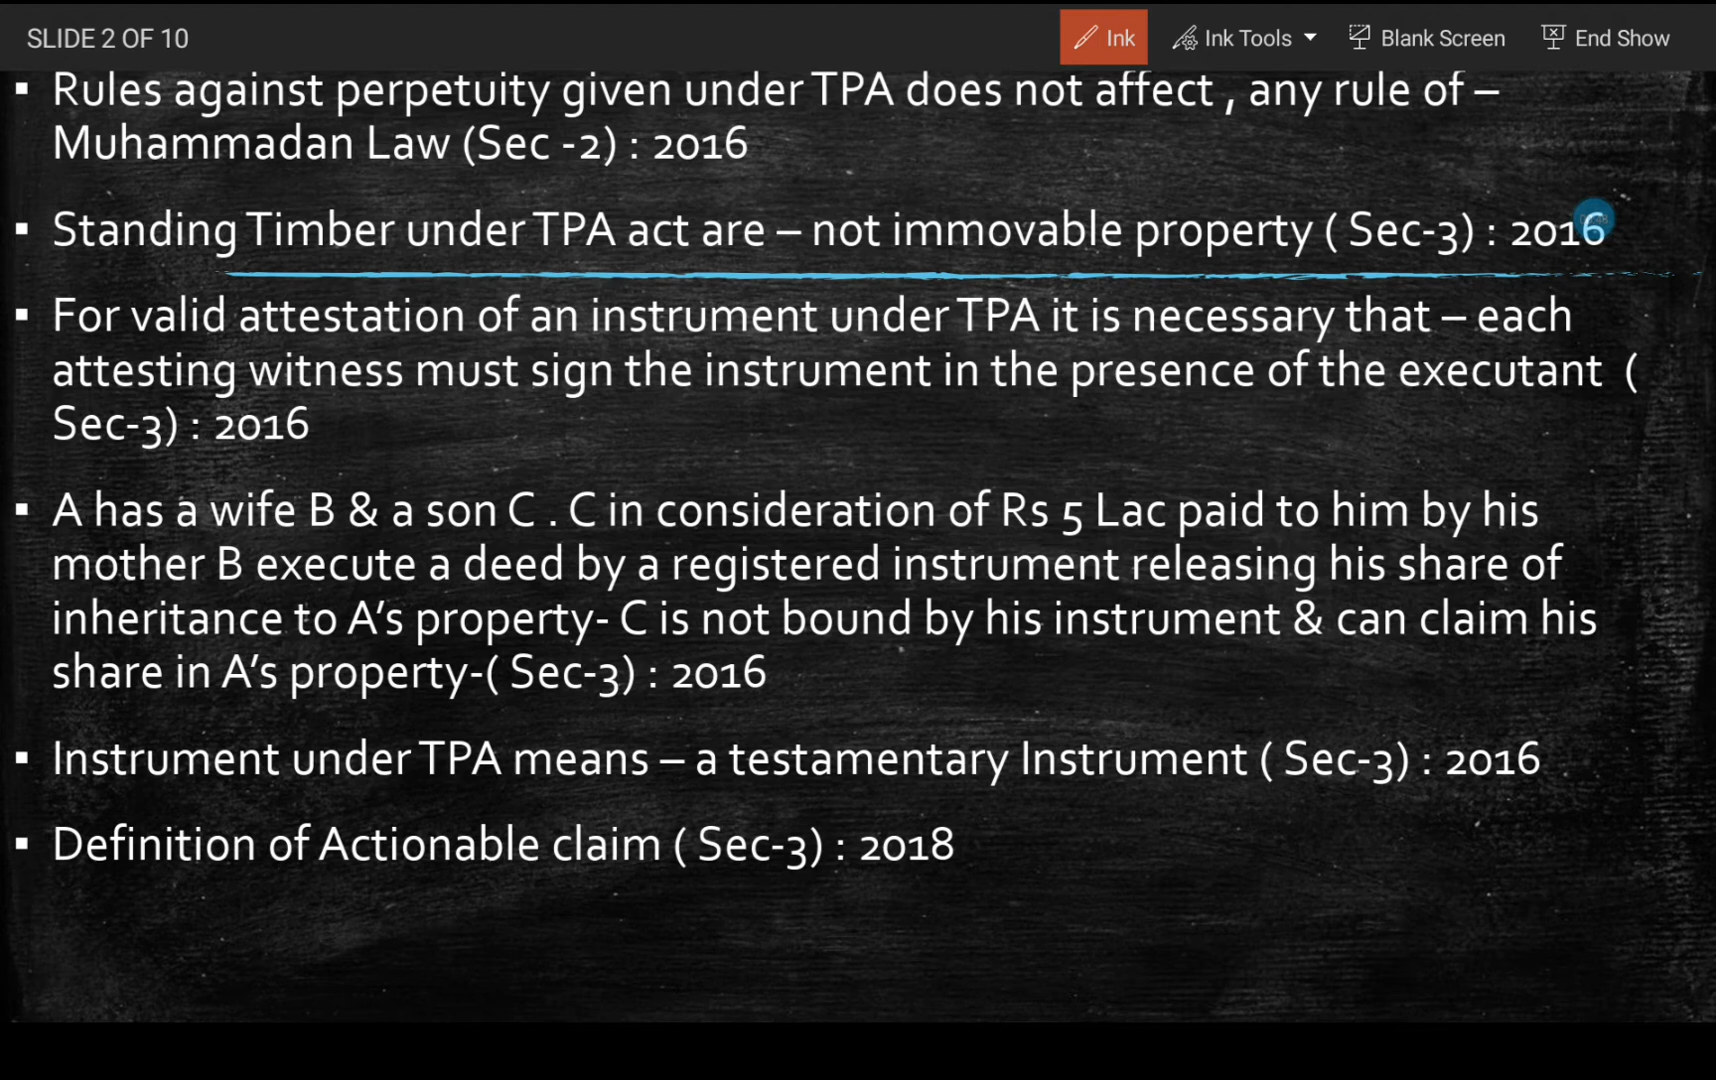 SLIDE 2 OF 10
Ink
Ink Tools
Blank Screen
End Show
▪ Rules against perpetuity given under TPA does not affect , any rule of –
Muhammadan Law (Sec -2) : 2016
▪ Standing Timber under TPA act are – not immovable property ( Sec-3) : 2016
▪ For valid attestation of an instrument under TPA it is necessary that – each
attesting witness must sign the instrument in the presence of the executant (
Sec-3) : 2016
▪ A has a wife B & a son C . C in consideration of Rs 5 Lac paid to him by his
mother B execute a deed by a registered instrument releasing his share of
inheritance to A's property- C is not bound by his instrument & can claim his
share in A's property-( Sec-3) : 2016
▪ Instrument under TPA means – a testamentary Instrument ( Sec-3) : 2016
▪ Definition of Actionable claim ( Sec-3) : 2018